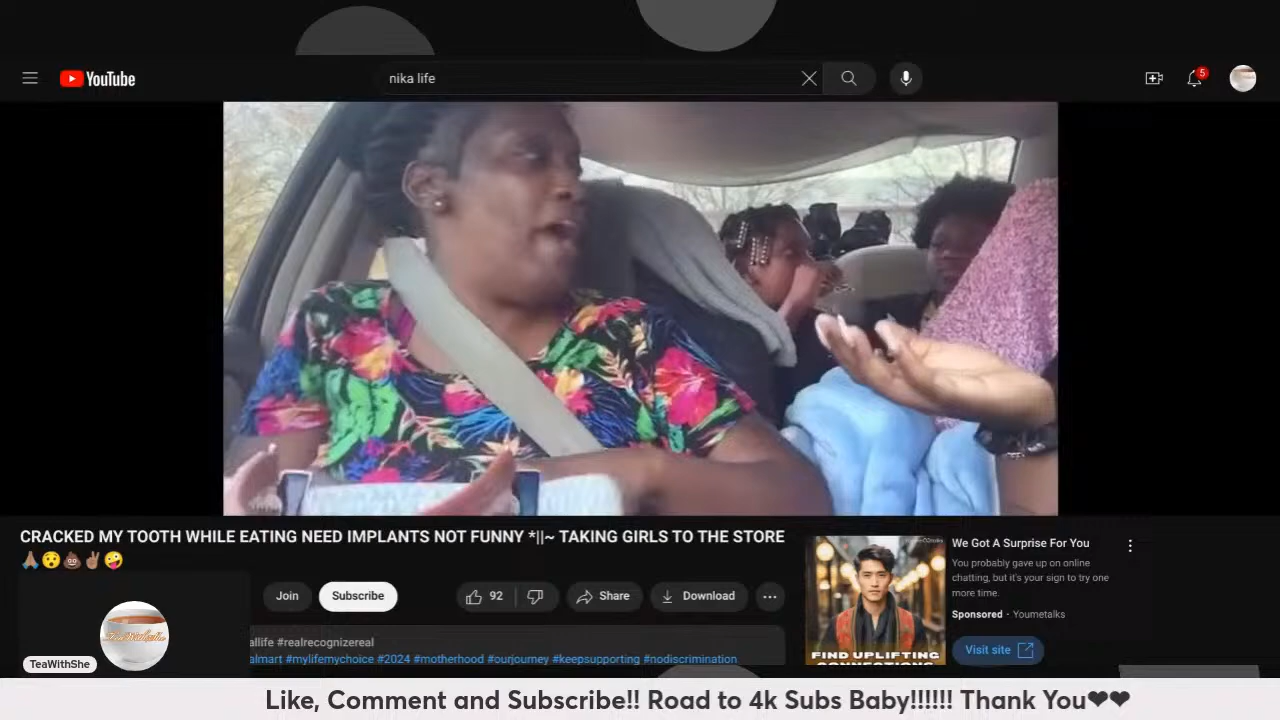 YouTube
nika life
5
CRACKED MY TOOTH WHILE EATING NEED IMPLANTS NOT FUNNY *||~ TAKING GIRLS TO THE STORE
🙏🏽😯💩✌🏽🤪
Join
Subscribe
92
Share
Download
allife #realrecognizereal
almart #mylifemychoice #2024 #motherhood #ourjourney #keepsupporting #nodiscrimination
TeaWithShe
We Got A Surprise For You
You probably gave up on online
chatting, but it's your sign to try one
more time.
Sponsored · Youmetalks
Visit site
FIND UPLIFTING
CONNECTIONS
Like, Comment and Subscribe!! Road to 4k Subs Baby!!!!!! Thank You❤❤